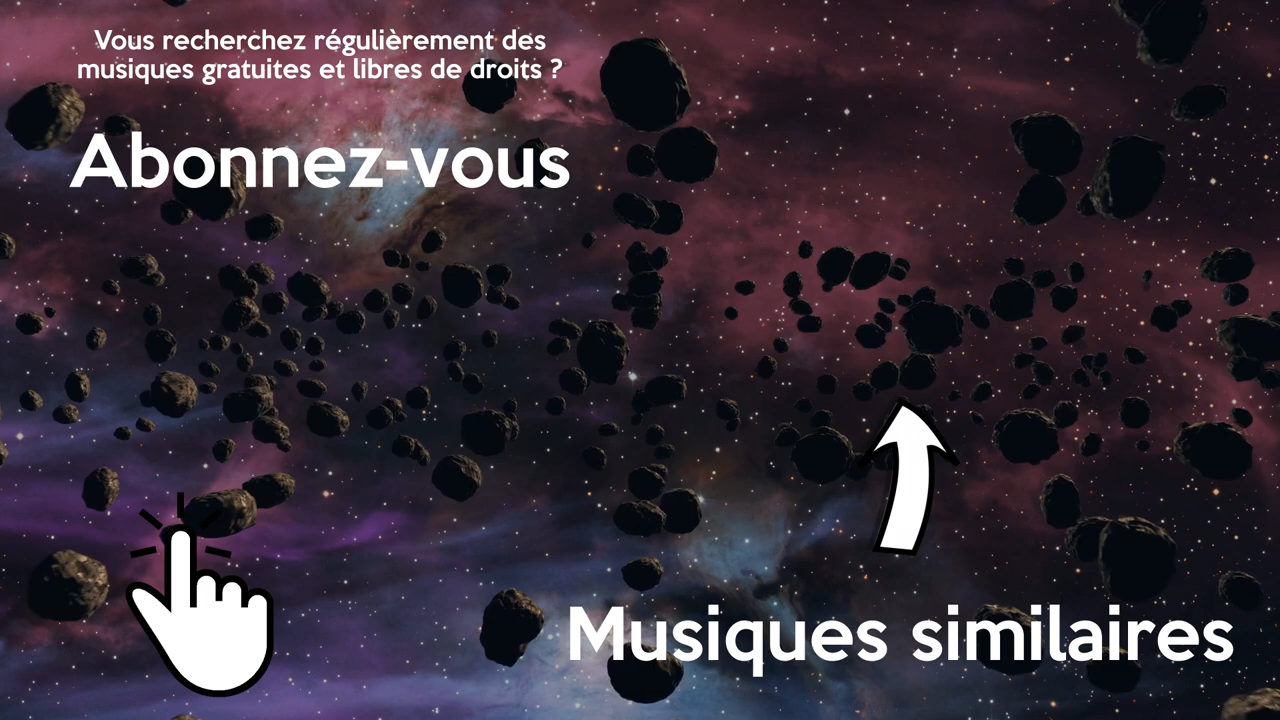 Vous recherchez régulièrement des
musiques gratuites et libres de droits ?
Abonnez-vous
Musiques similaires